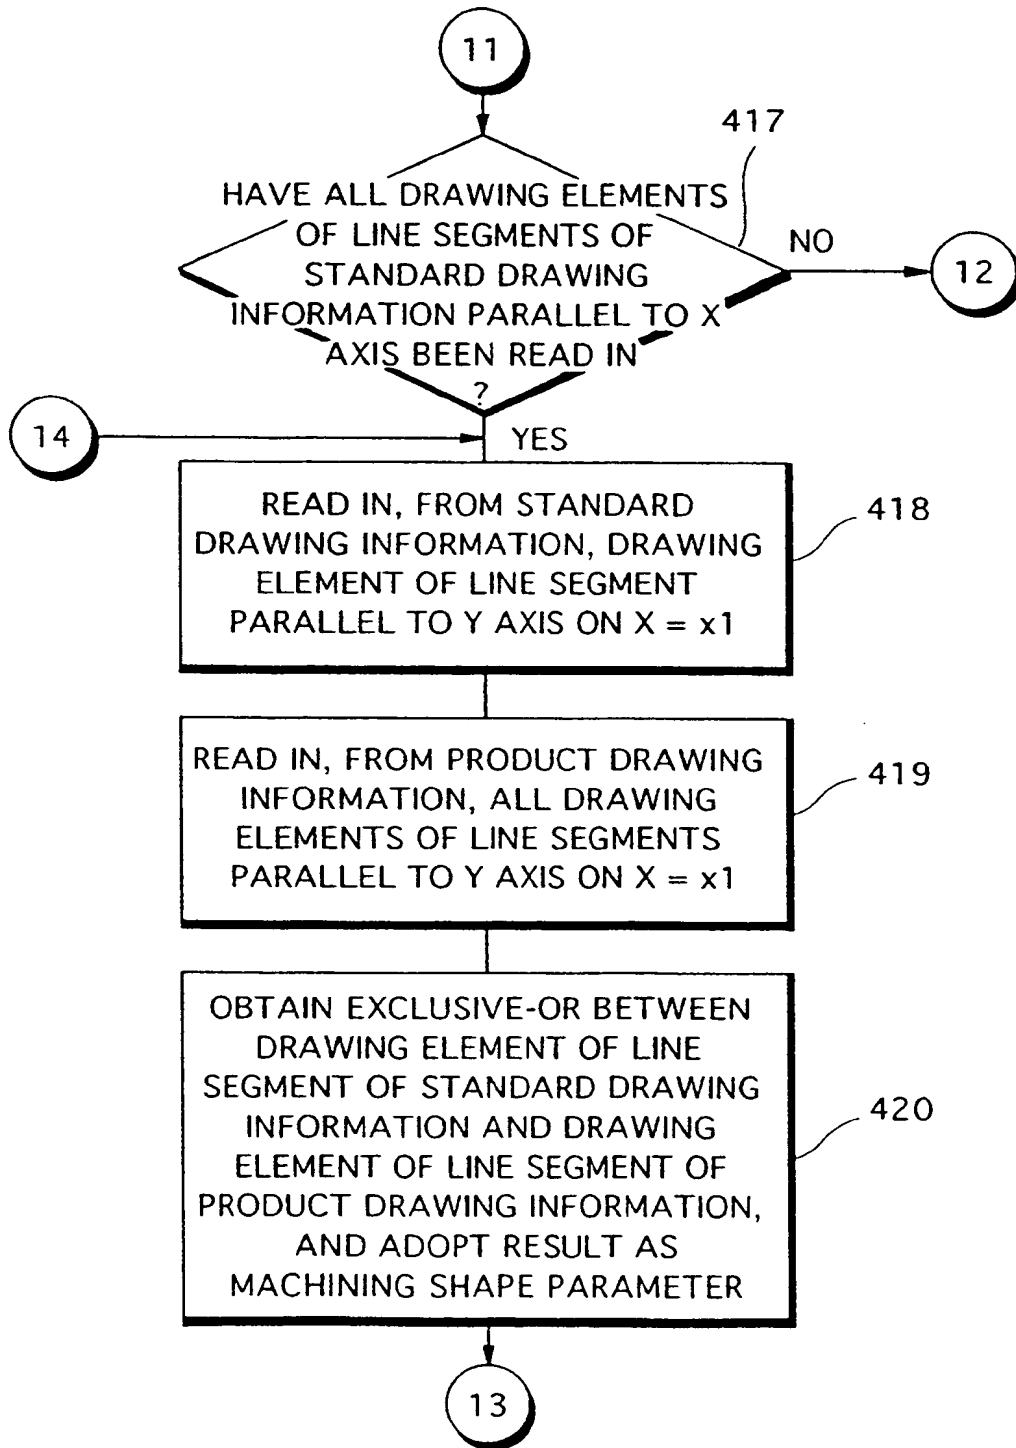 11
417
HAVE ALL DRAWING ELEMENTS
OF LINE SEGMENTS OF
STANDARD DRAWING
INFORMATION PARALLEL TO X
AXIS BEEN READ IN
?
NO
12
14
YES
READ IN, FROM STANDARD
DRAWING INFORMATION, DRAWING
ELEMENT OF LINE SEGMENT
PARALLEL TO Y AXIS ON X = x1
418
READ IN, FROM PRODUCT DRAWING
INFORMATION, ALL DRAWING
ELEMENTS OF LINE SEGMENTS
PARALLEL TO Y AXIS ON X = x1
419
OBTAIN EXCLUSIVE-OR BETWEEN
DRAWING ELEMENT OF LINE
SEGMENT OF STANDARD DRAWING
INFORMATION AND DRAWING
ELEMENT OF LINE SEGMENT OF
PRODUCT DRAWING INFORMATION,
AND ADOPT RESULT AS
MACHINING SHAPE PARAMETER
420
13